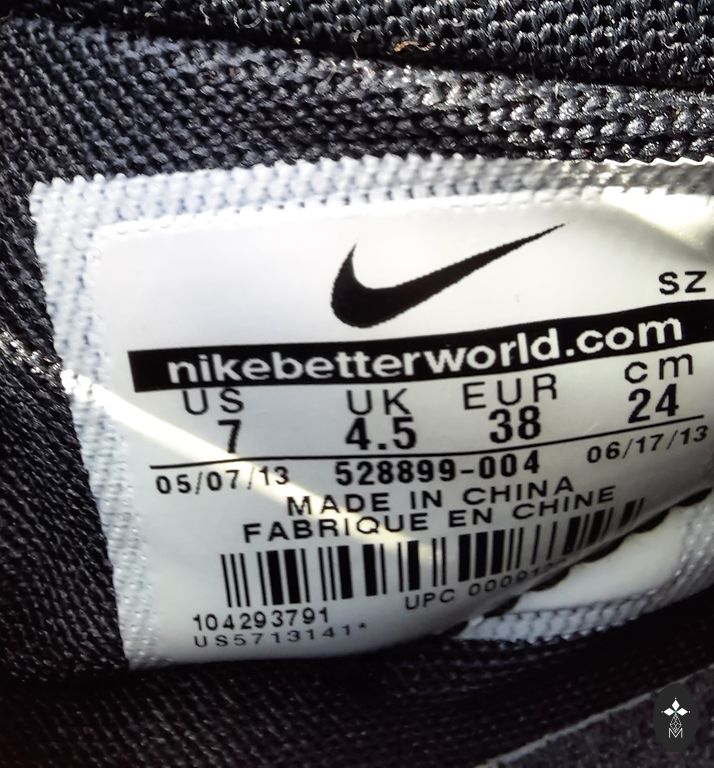 SZ
nikebetterworld.com
US UK EUR cm
7 4.5 38 24
05/07/13 528899-004 06/17/13
MADE IN CHINA
FABRIQUE EN CHINE
UPC
104293791
US5713141*
M